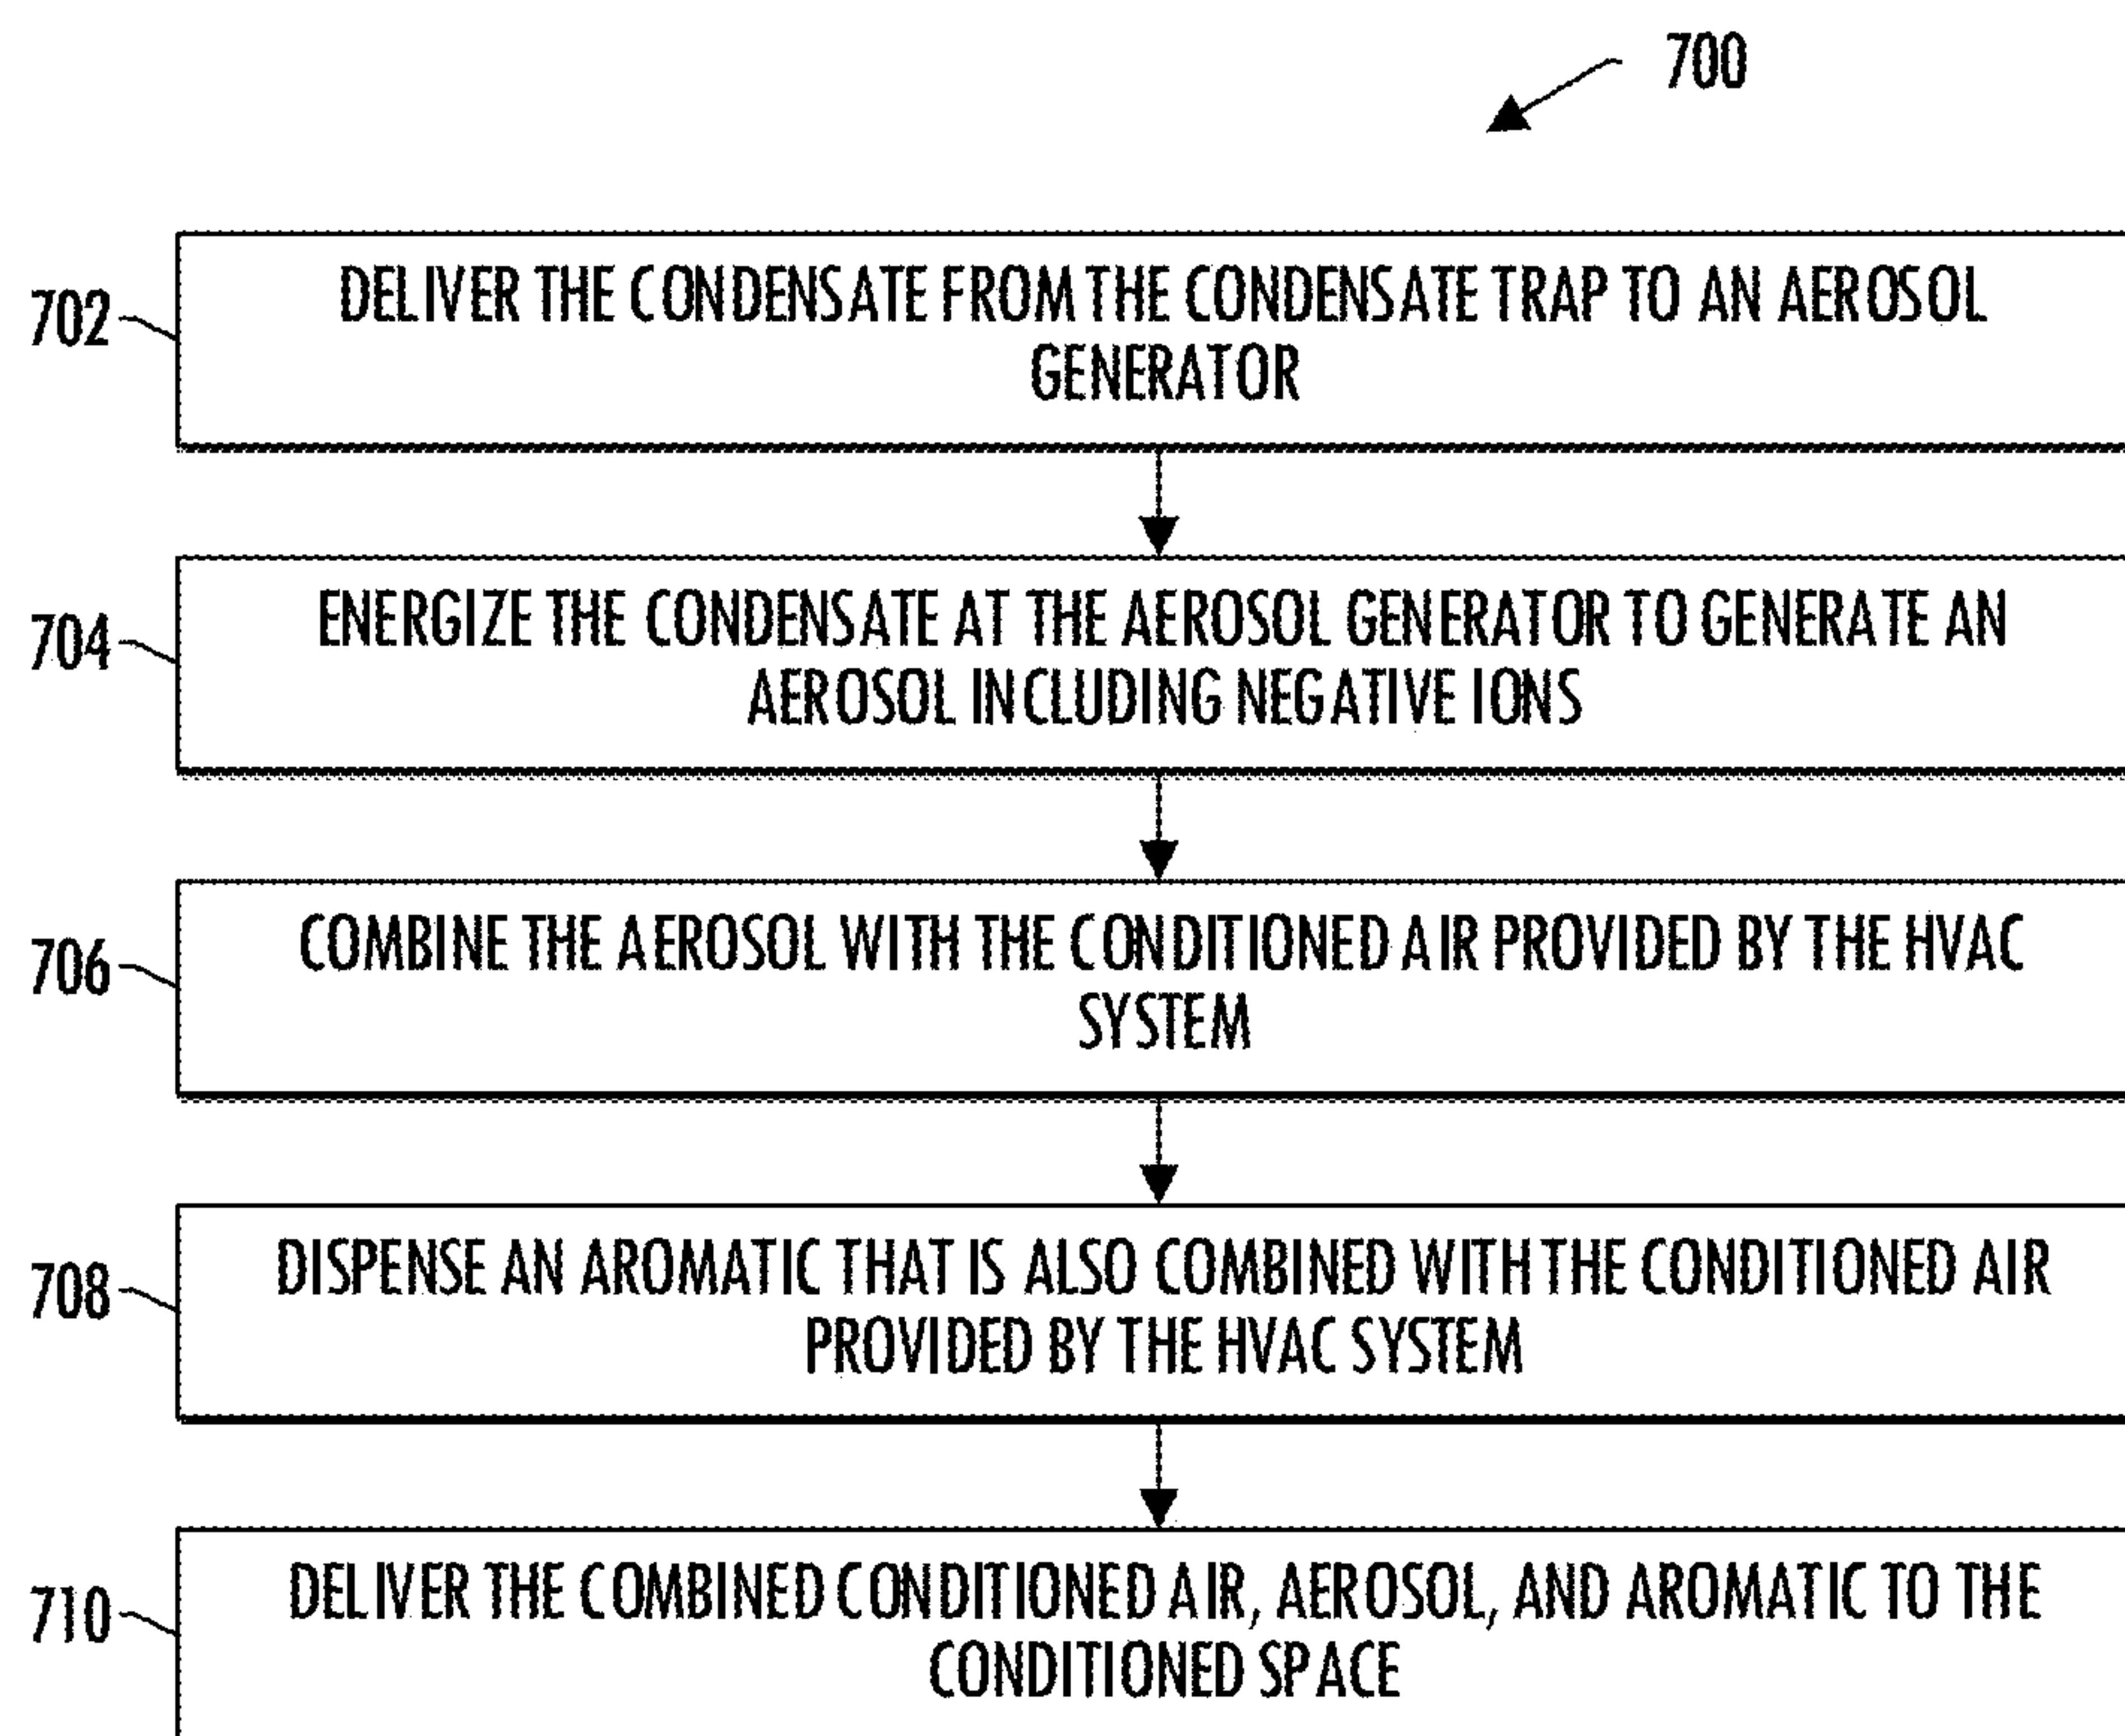 700
702
DELIVER THE CONDENSATE FROM THE CONDENSATE TRAP TO AN AEROSOL
GENERATOR
704
ENERGIZE THE CONDENSATE AT THE AEROSOL GENERATOR TO GENERATE AN
AEROSOL INCLUDING NEGATIVE IONS
706
COMBINE THE AEROSOL WITH THE CONDITIONED AIR PROVIDED BY THE HVAC
SYSTEM
708
DISPENSE AN AROMATIC THAT IS ALSO COMBINED WITH THE CONDITIONED AIR
PROVIDED BY THE HVAC SYSTEM
710
DELIVER THE COMBINED CONDITIONED AIR, AEROSOL, AND AROMATIC TO THE
CONDITIONED SPACE